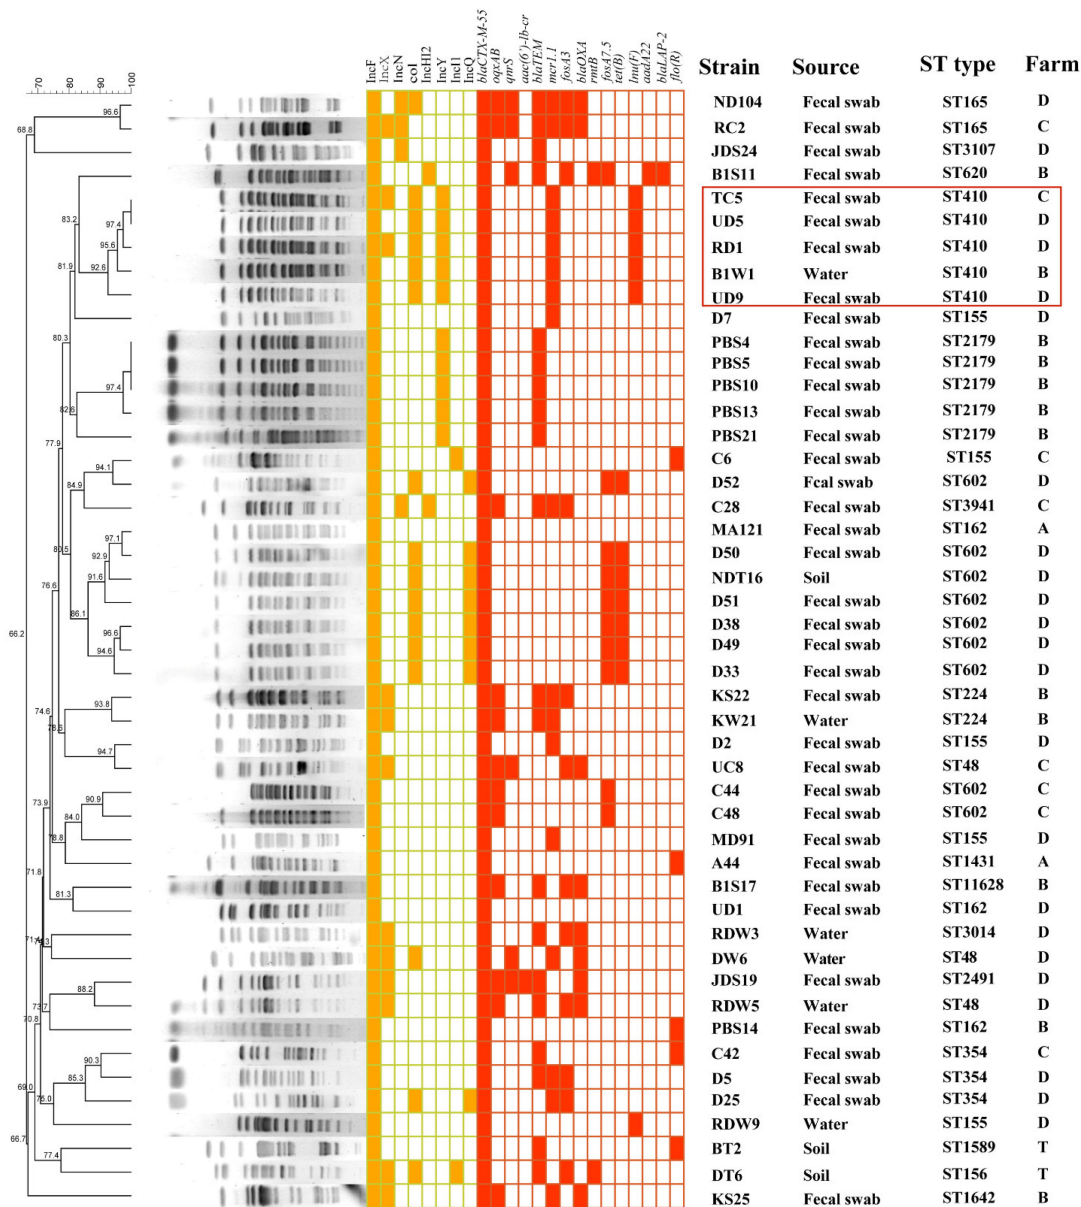 70 80 90 100
IncF IncX IncN col IncHI2 IncY IncI1 IncQ blaCTX-M-55 oqxAB qnrS aac(6')-Ib-cr blaTEM mcr1.1 fosA3 blaOXA rmtB fosA7.5 tet(B) lnu(F) aadA22 blaLAP-2 flo(R)
Strain Source ST type Farm
ND104 Fecal swab ST165 D
RC2 Fecal swab ST165 C
JDS24 Fecal swab ST3107 D
B1S11 Fecal swab ST620 B
TC5 Fecal swab ST410 C
UD5 Fecal swab ST410 D
RD1 Fecal swab ST410 D
B1W1 Water ST410 B
UD9 Fecal swab ST410 D
D7 Fecal swab ST155 D
PBS4 Fecal swab ST2179 B
PBS5 Fecal swab ST2179 B
PBS10 Fecal swab ST2179 B
PBS13 Fecal swab ST2179 B
PBS21 Fecal swab ST2179 B
C6 Fecal swab ST155 C
D52 Fcal swab ST602 D
C28 Fecal swab ST3941 C
MA121 Fecal swab ST162 A
D50 Fecal swab ST602 D
NDT16 Soil ST602 D
D51 Fecal swab ST602 D
D38 Fecal swab ST602 D
D49 Fecal swab ST602 D
D33 Fecal swab ST602 D
KS22 Fecal swab ST224 B
KW21 Water ST224 B
D2 Fecal swab ST155 D
UC8 Fecal swab ST48 C
C44 Fecal swab ST602 C
C48 Fecal swab ST602 C
MD91 Fecal swab ST155 D
A44 Fecal swab ST1431 A
B1S17 Fecal swab ST11628 B
UD1 Fecal swab ST162 D
RDW3 Water ST3014 D
DW6 Water ST48 D
JDS19 Fecal swab ST2491 D
RDW5 Water ST48 D
PBS14 Fecal swab ST162 B
C42 Fecal swab ST354 C
D5 Fecal swab ST354 D
D25 Fecal swab ST354 D
RDW9 Water ST155 D
BT2 Soil ST1589 T
DT6 Soil ST156 T
KS25 Fecal swab ST1642 B
96.6
68.8
83.2
97.4
95.6
92.6
81.9
80.3
97.4
82.6
77.9
94.1
84.9
80.5
97.1
92.9
91.6
76.6
86.1
96.6
94.6
66.2
93.8
74.6
94.7
90.9
73.9
84.0
78.8
71.8
81.3
88.2
73.7
70.8
90.3
85.3
69.0
75.0
66.7
77.4